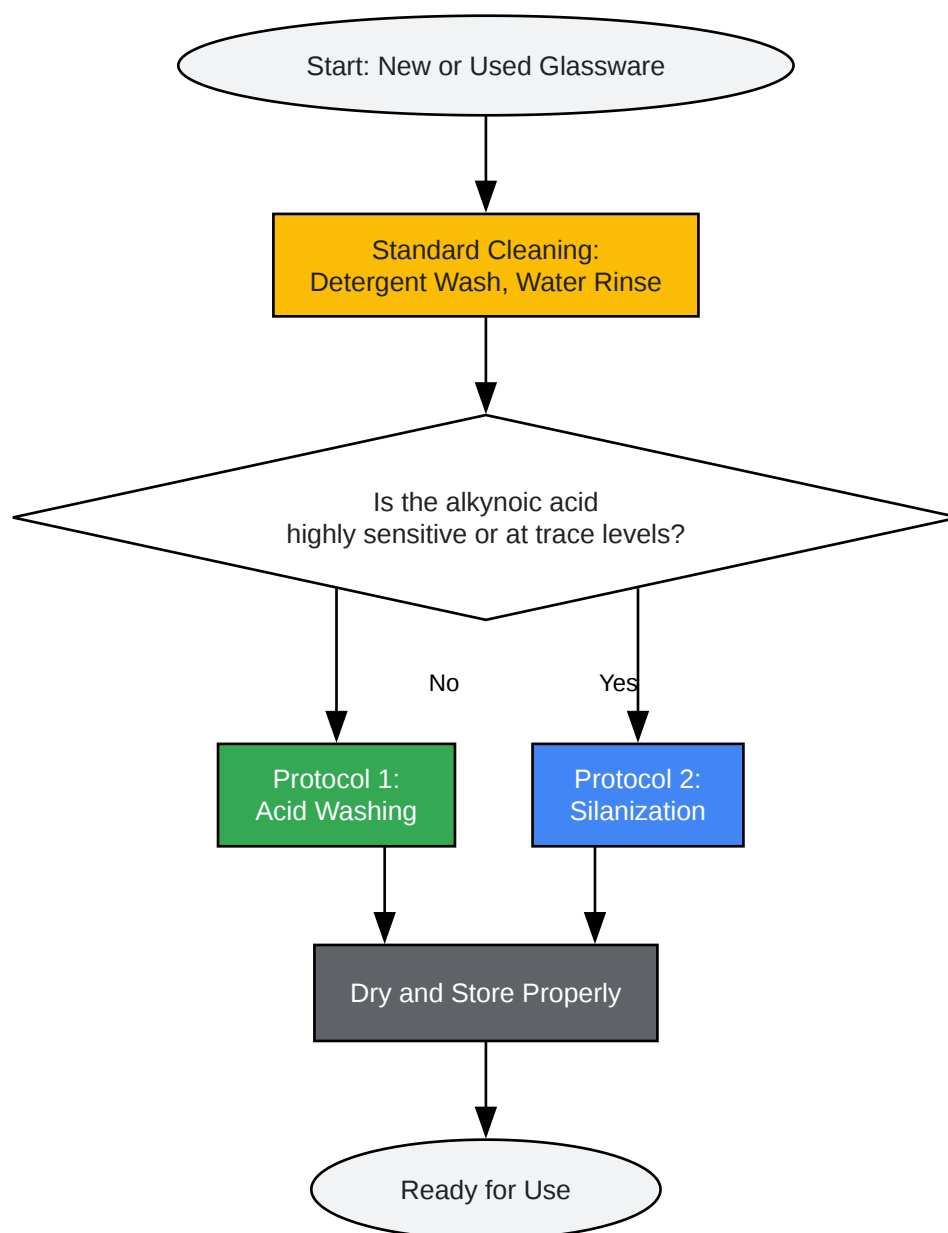 Start: New or Used Glassware
Standard Cleaning:
Detergent Wash, Water Rinse
Is the alkynoic acid
highly sensitive or at trace levels?
No
Yes
Protocol 1:
Acid Washing
Protocol 2:
Silanization
Dry and Store Properly
Ready for Use